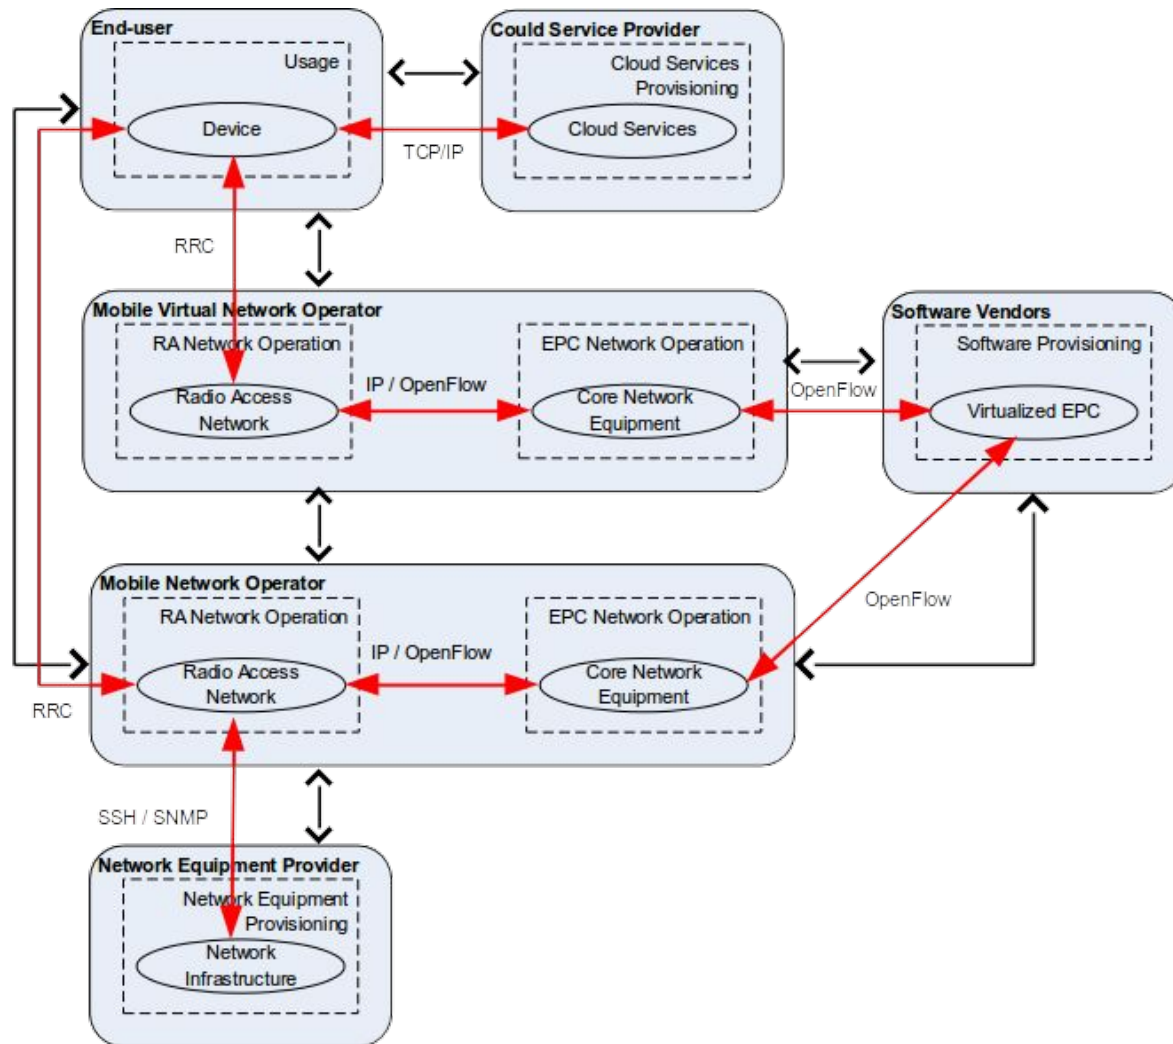 End-user
Usage
Device
Could Service Provider
Cloud Services
Provisioning
Cloud Services
TCP/IP
RRC
Mobile Virtual Network Operator
RA Network Operation
Radio Access
Network
IP / OpenFlow
EPC Network Operation
Core Network
Equipment
OpenFlow
Software Vendors
Software Provisioning
Virtualized EPC
OpenFlow
Mobile Network Operator
RA Network Operation
Radio Access
Network
IP / OpenFlow
EPC Network Operation
Core Network
Equipment
RRC
SSH / SNMP
Network Equipment Provider
Network Equipment
Provisioning
Network
Infrastructure